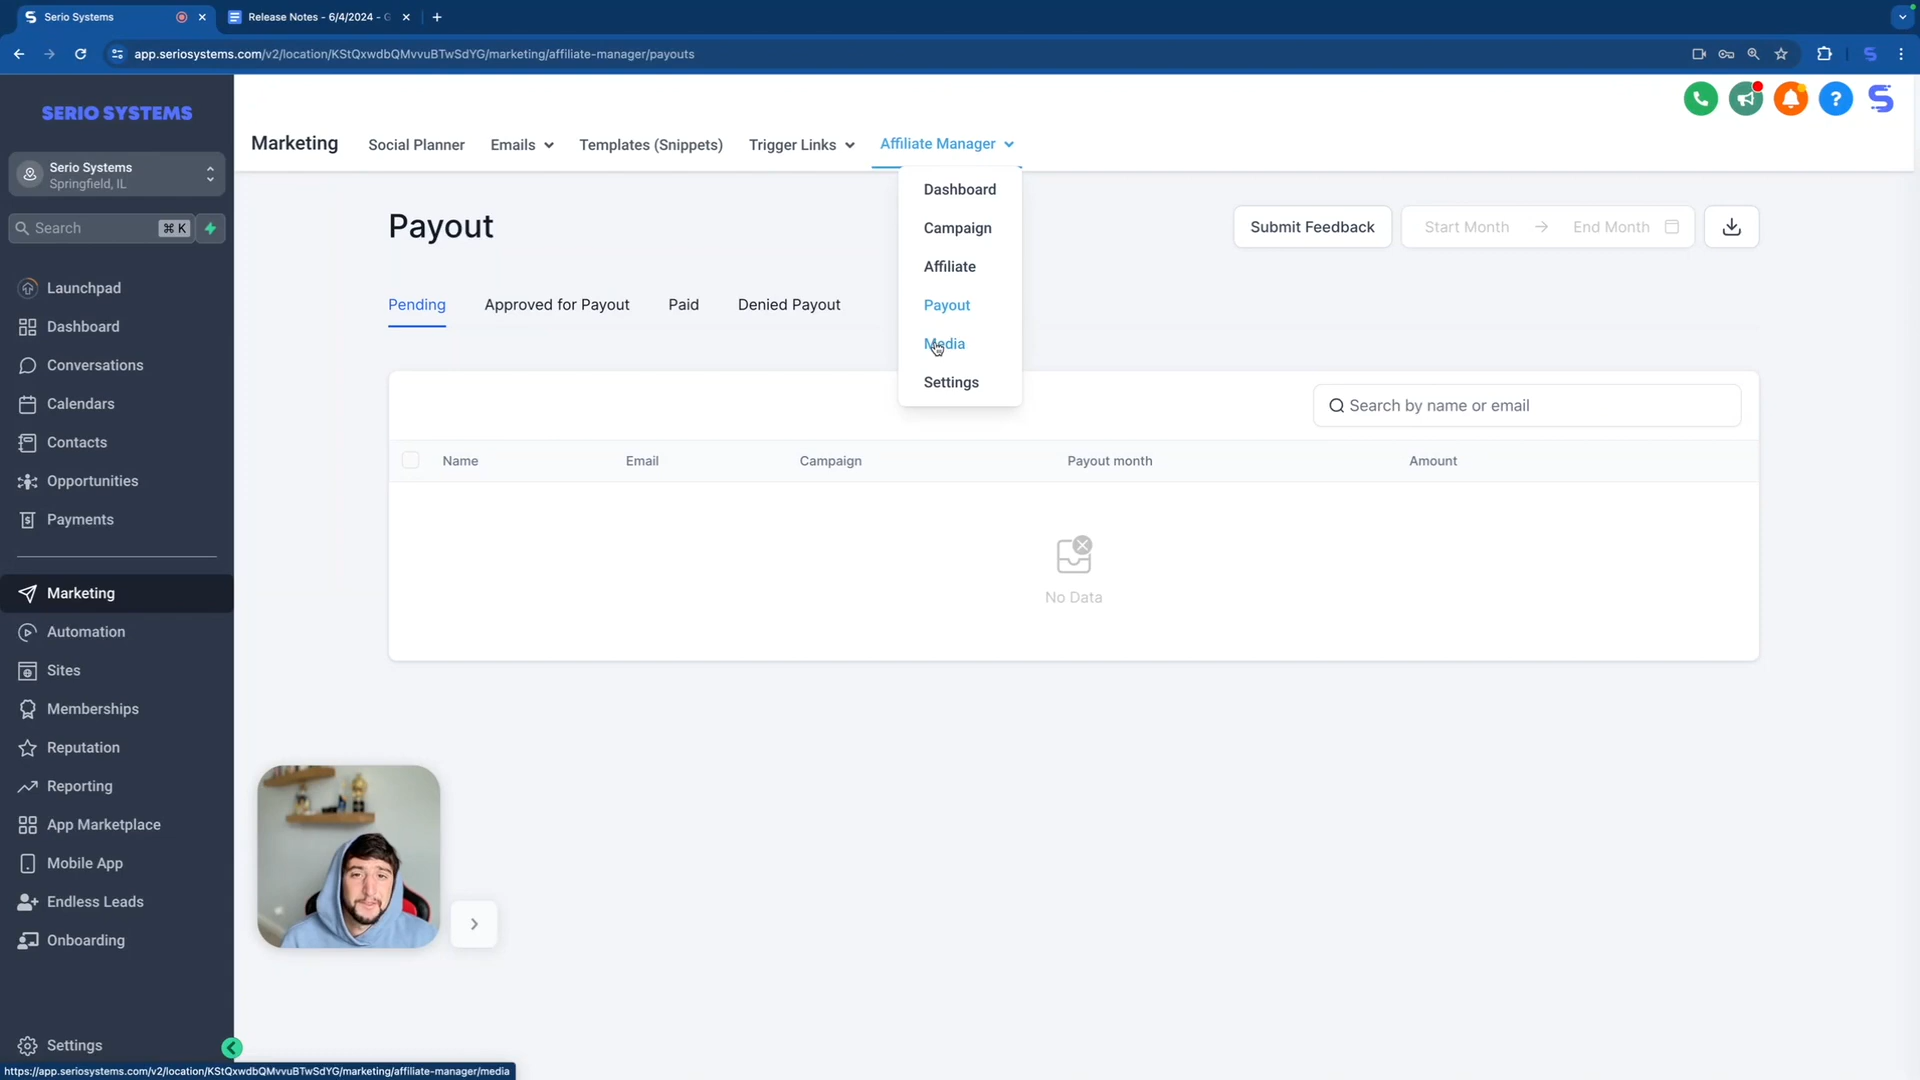 Serio Systems
Release Notes - 6/4/2024 - G
app.seriosystems.com/v2/location/KStQxwdbQMvvuBTwSdYG/marketing/affiliate-manager/payouts
SERIO SYSTEMS
Serio Systems
Springfield, IL
Search
⌘ K
Launchpad
Dashboard
Conversations
Calendars
Contacts
Opportunities
Payments
Marketing
Automation
Sites
Memberships
Reputation
Reporting
App Marketplace
Mobile App
Endless Leads
Onboarding
Settings
Marketing
Social Planner
Emails
Templates (Snippets)
Trigger Links
Affiliate Manager
Dashboard
Campaign
Affiliate
Payout
Media
Settings
Payout
Submit Feedback
Start Month → End Month
Pending
Approved for Payout
Paid
Denied Payout
Search by name or email
Name
Email
Campaign
Payout month
Amount
No Data
https://app.seriosystems.com/v2/location/KStQxwdbQMvvuBTwSdYG/marketing/affiliate-manager/media